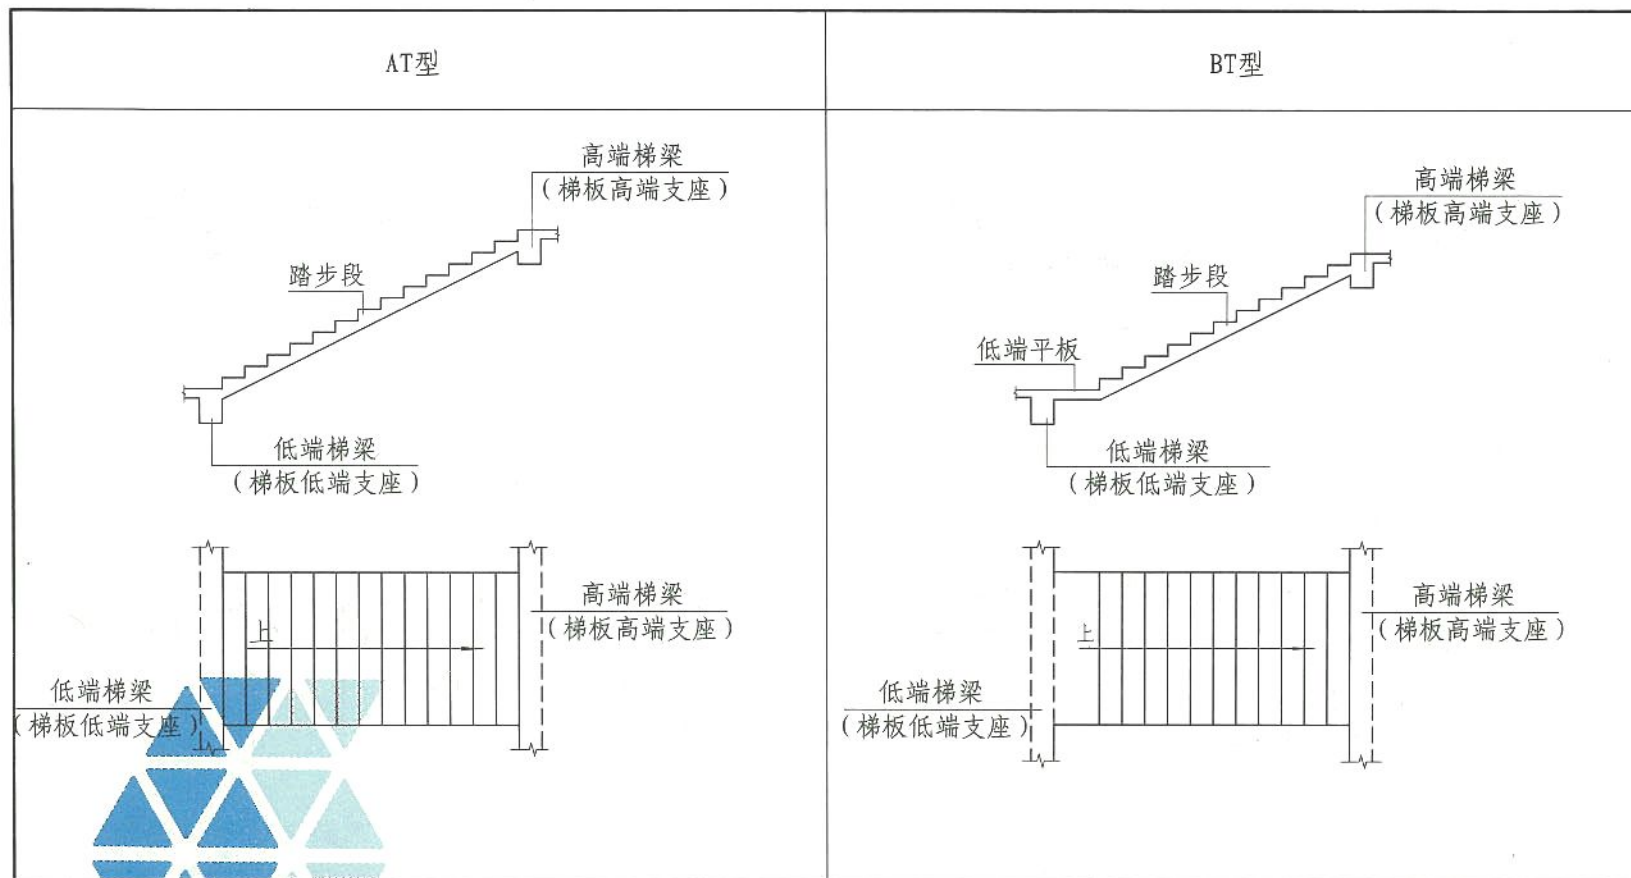 AT型
BT型
高端梯梁
（梯板高端支座）
踏步段
低端梯梁
（梯板低端支座）
上
高端梯梁
（梯板高端支座）
低端梯梁
（梯板低端支座）
高端梯梁
（梯板高端支座）
踏步段
低端平板
低端梯梁
（梯板低端支座）
上
高端梯梁
（梯板高端支座）
低端梯梁
（梯板低端支座）